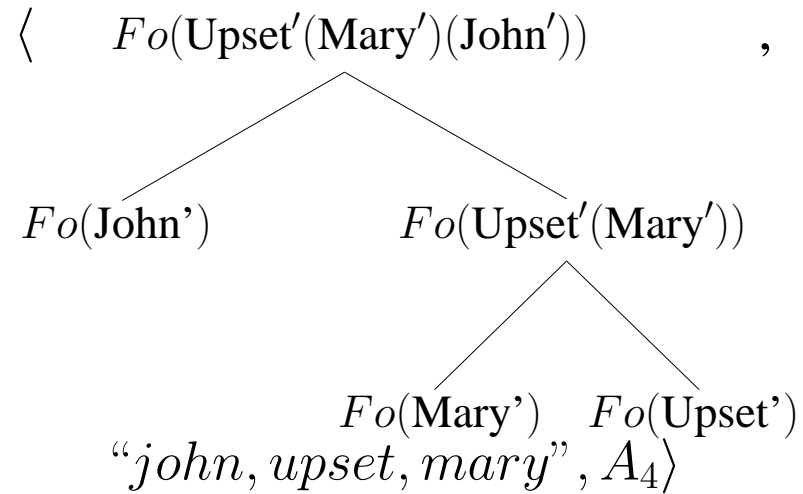 ⟨ Fo(Upset′(Mary′)(John′)) ,
Fo(John’) Fo(Upset′(Mary′))
Fo(Mary’) Fo(Upset’)
“john, upset, mary”, A₄⟩